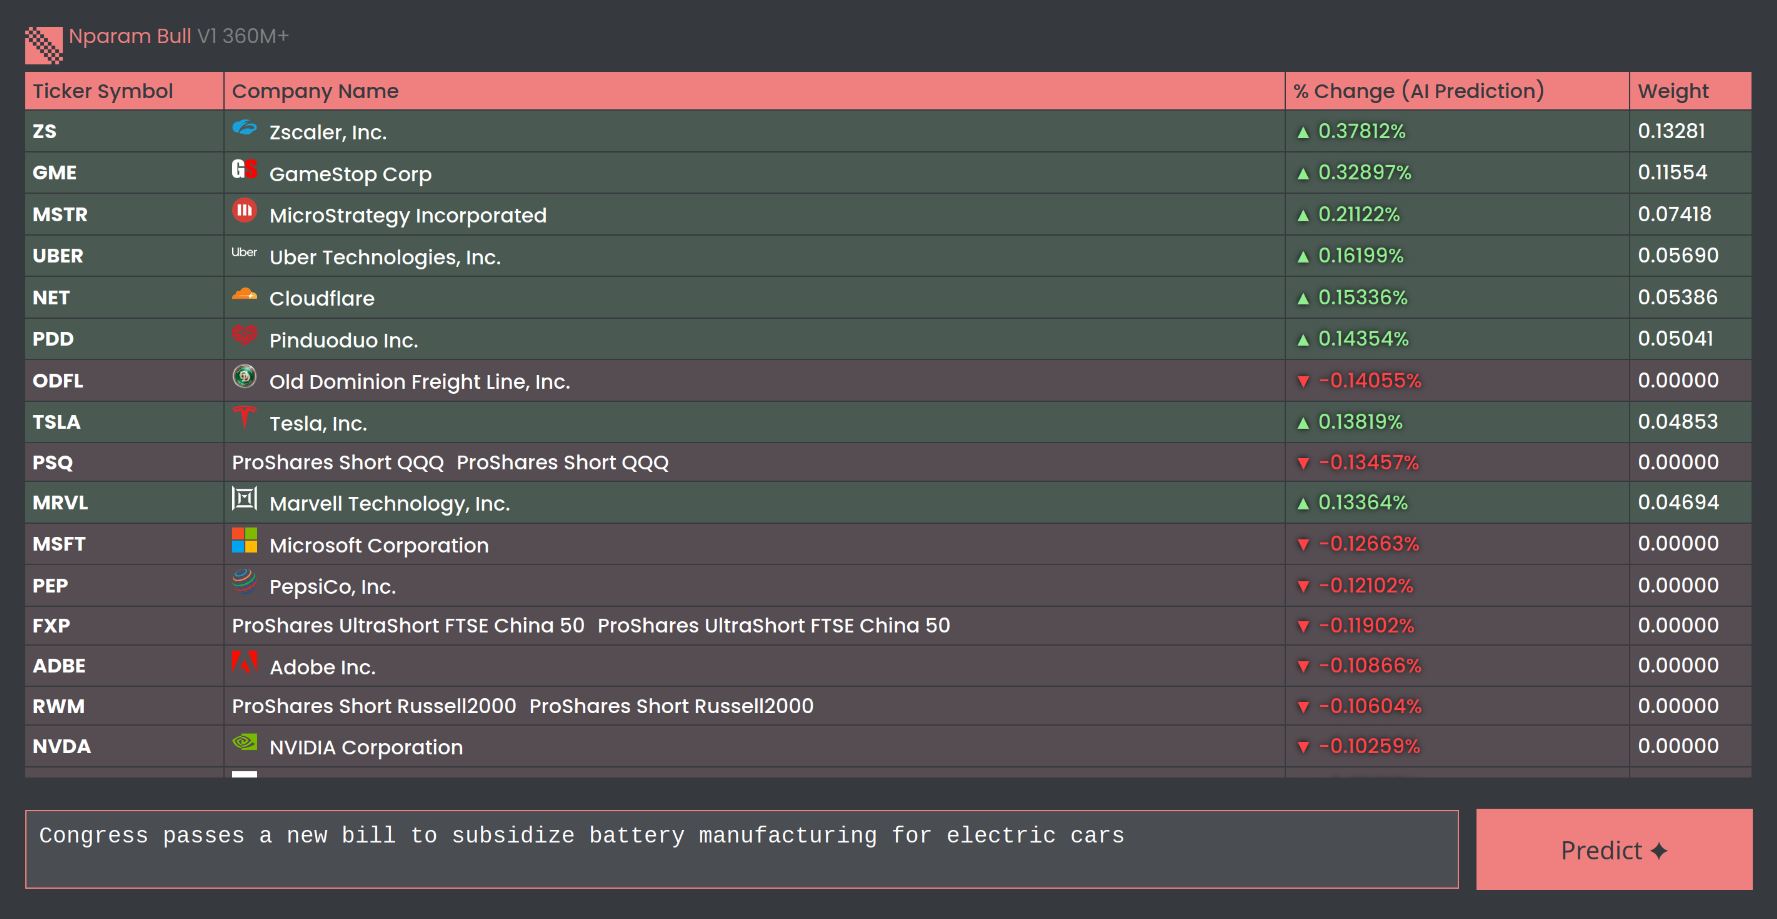 Nparam Bull V1 360M+
Ticker Symbol Company Name % Change (AI Prediction) Weight
ZS Zscaler, Inc. ▲ 0.37812% 0.13281
GME GS GameStop Corp ▲ 0.32897% 0.11554
MSTR MicroStrategy Incorporated ▲ 0.21122% 0.07418
UBER Uber Uber Technologies, Inc. ▲ 0.16199% 0.05690
NET Cloudflare ▲ 0.15336% 0.05386
PDD Pinduoduo Inc. ▲ 0.14354% 0.05041
ODFL Old Dominion Freight Line, Inc. ▼ -0.14055% 0.00000
TSLA Tesla, Inc. ▲ 0.13819% 0.04853
PSQ ProShares Short QQQ ProShares Short QQQ ▼ -0.13457% 0.00000
MRVL Marvell Technology, Inc. ▲ 0.13364% 0.04694
MSFT Microsoft Corporation ▼ -0.12663% 0.00000
PEP PepsiCo, Inc. ▼ -0.12102% 0.00000
FXP ProShares UltraShort FTSE China 50 ProShares UltraShort FTSE China 50 ▼ -0.11902% 0.00000
ADBE Adobe Inc. ▼ -0.10866% 0.00000
RWM ProShares Short Russell2000 ProShares Short Russell2000 ▼ -0.10604% 0.00000
NVDA NVIDIA Corporation ▼ -0.10259% 0.00000
Congress passes a new bill to subsidize battery manufacturing for electric cars
Predict ✦